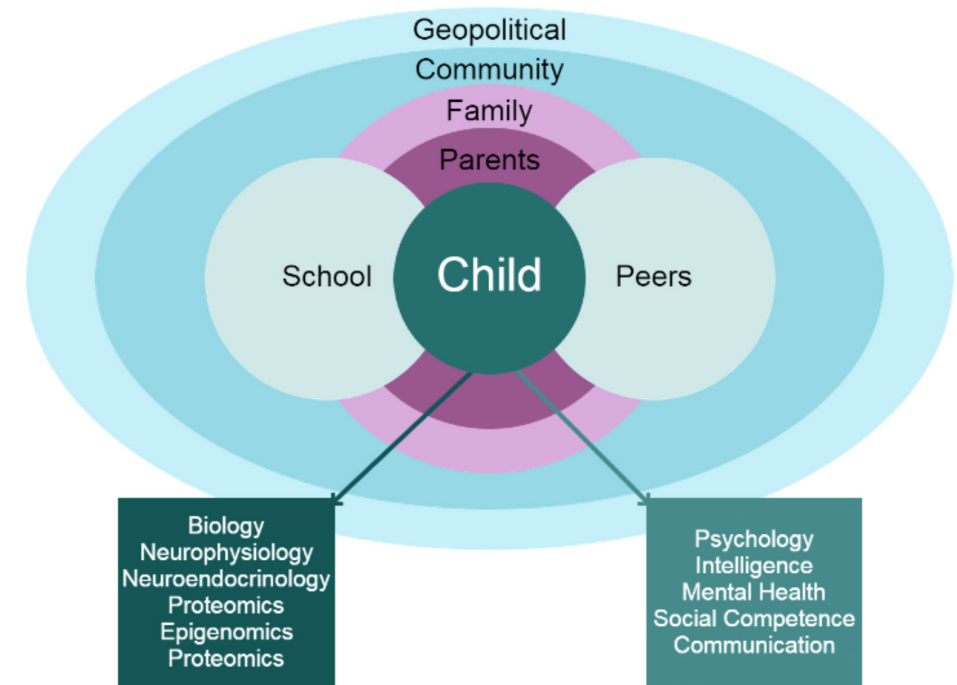 Geopolitical
Community
Family
Parents
School
Child
Peers
Biology
Neurophysiology
Neuroendocrinology
Proteomics
Epigenomics
Proteomics
Psychology
Intelligence
Mental Health
Social Competence
Communication